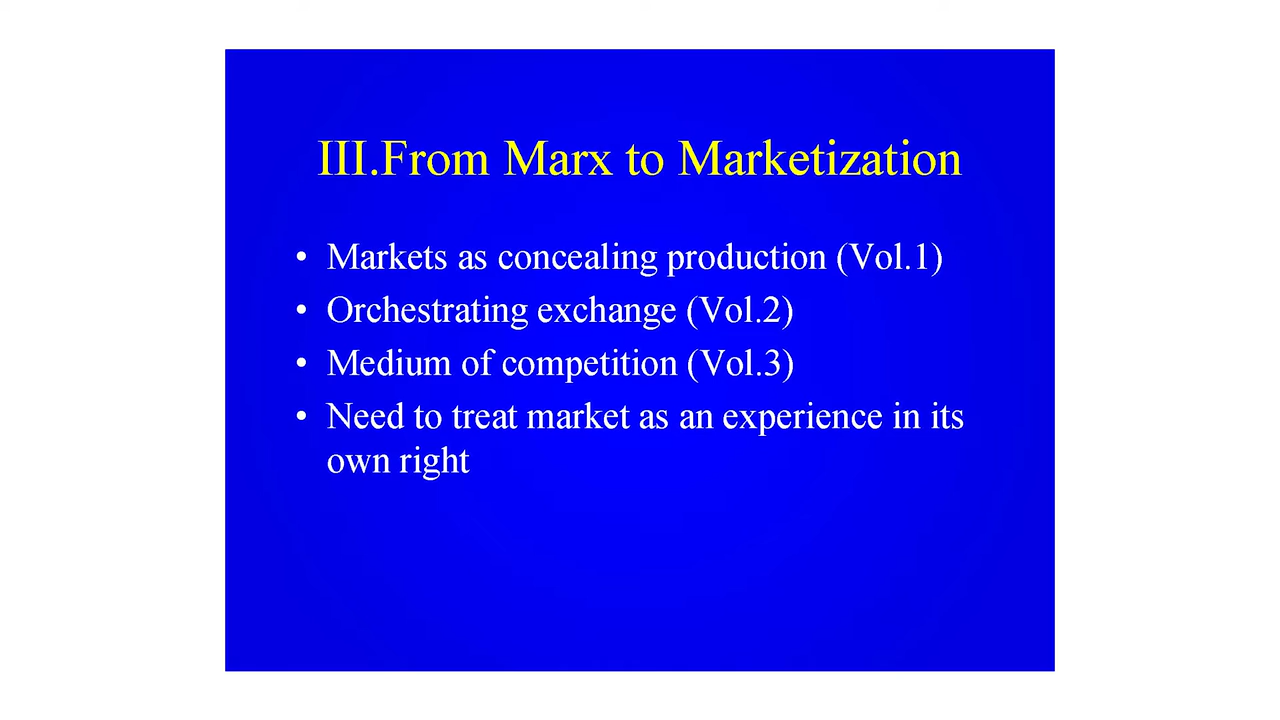 III.From Marx to Marketization
• Markets as concealing production (Vol.1)
• Orchestrating exchange (Vol.2)
• Medium of competition (Vol.3)
• Need to treat market as an experience in its
own right